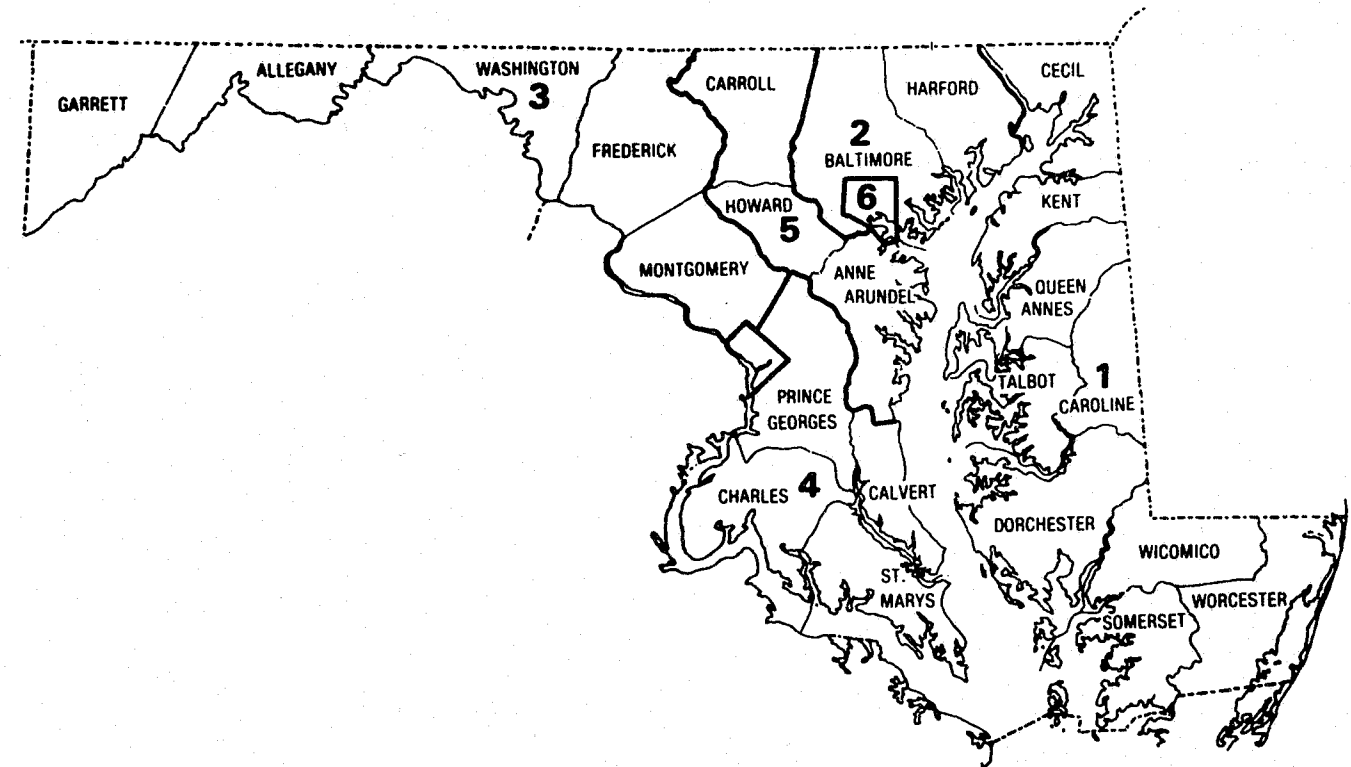 GARRETT
ALLEGANY
WASHINGTON
3
FREDERICK
CARROLL
2
BALTIMORE
HARFORD
CECIL
6
KENT
HOWARD
5
MONTGOMERY
ANNE
ARUNDEL
QUEEN
ANNES
TALBOT
1
CAROLINE
PRINCE
GEORGES
CHARLES
4
CALVERT
DORCHESTER
WICOMICO
ST.
MARYS
SOMERSET
WORCESTER